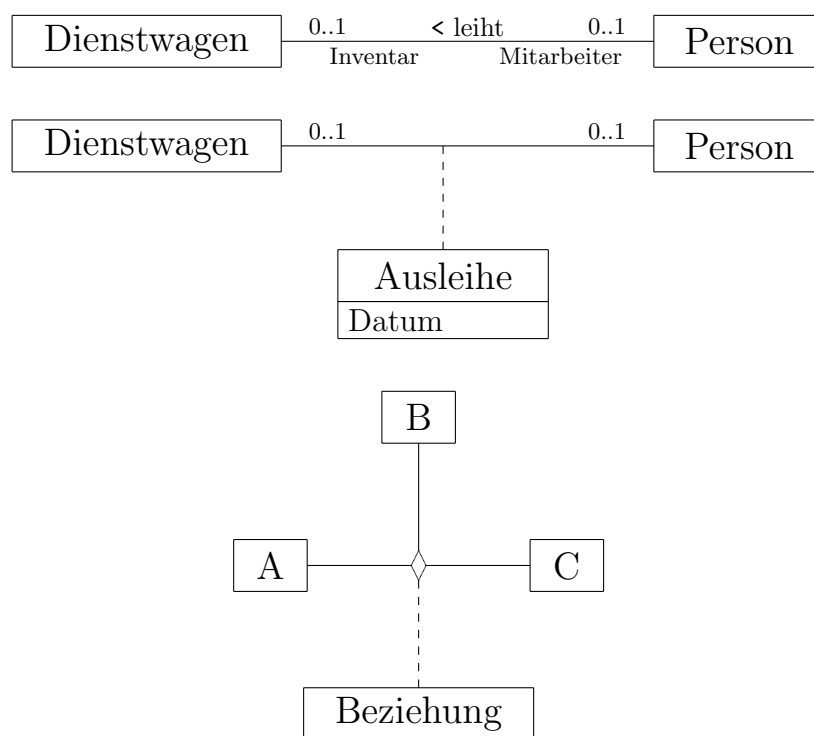 Dienstwagen 0..1 < leiht 0..1 Person
Inventar Mitarbeiter
Dienstwagen 0..1 0..1 Person
Ausleihe
Datum
B
A C
Beziehung